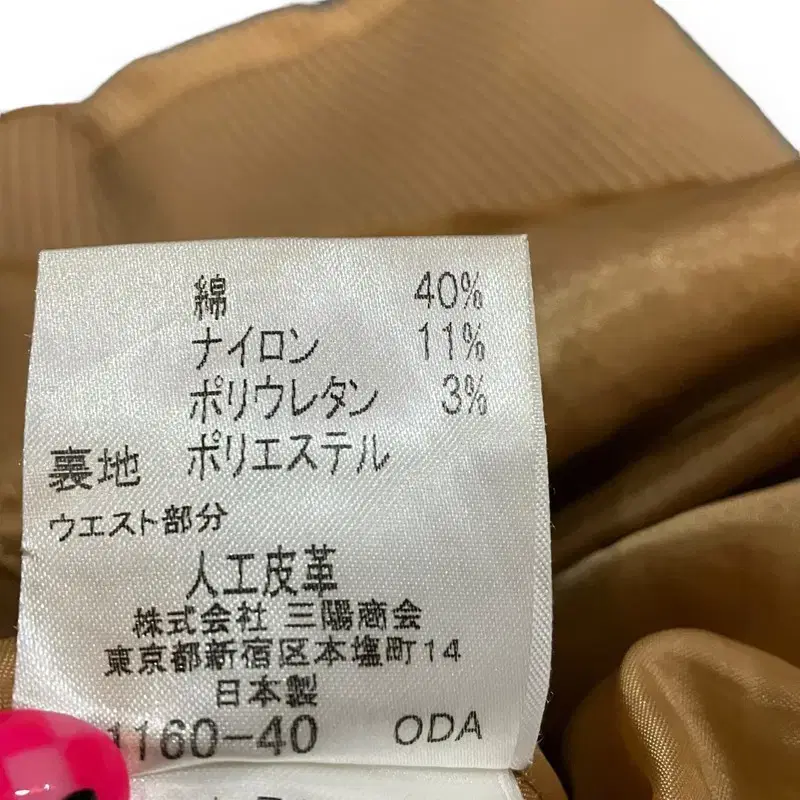 綿 40%
ナイロン 11%
ポリウレタン 3%
裏地 ポリエステル
ウエスト部分
人工皮革
株式会社 三陽商会
東京都新宿区本塩町14
日本製
1160-40 ODA